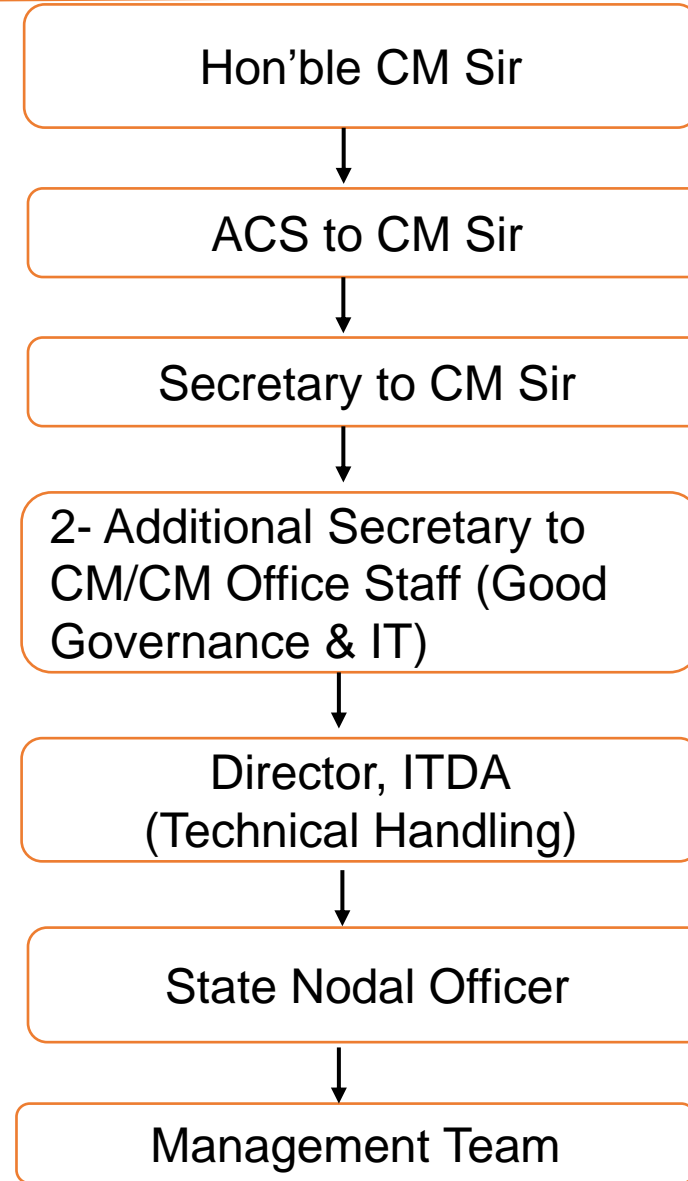 Hon’ble CM Sir
ACS to CM Sir
Secretary to CM Sir
2- Additional Secretary to
CM/CM Office Staff (Good
Governance & IT)
Director, ITDA
(Technical Handling)
State Nodal Officer
Management Team